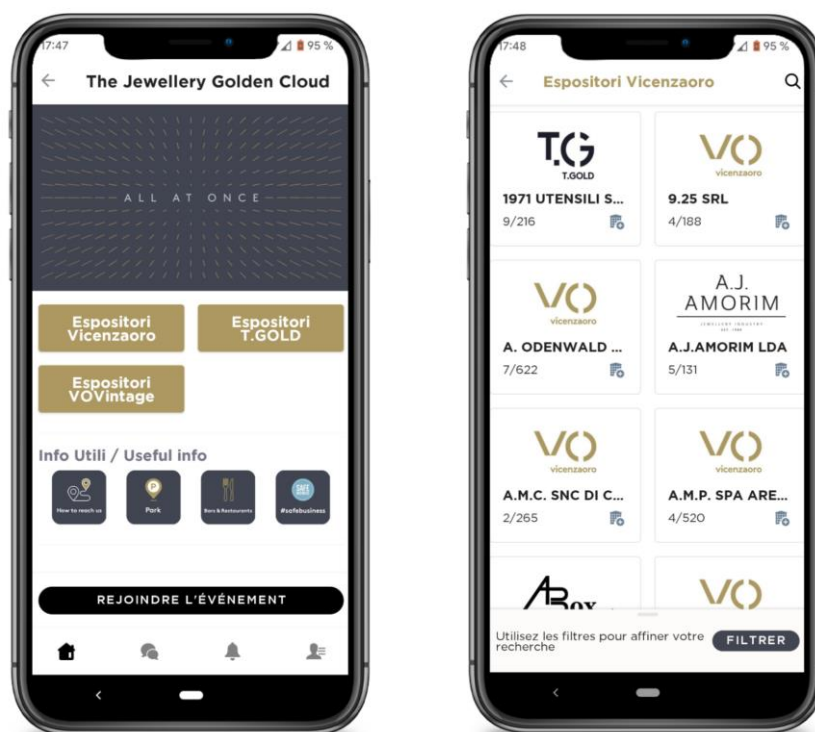 17:47
95 %
The Jewellery Golden Cloud
ALL AT ONCE
Espositori
Vicenzaoro
Espositori
T.GOLD
Espositori
VOVintage
Info Utili / Useful info
How to reach us
Park
Bars & Restaurants
SAFE
#safebusiness
REJOINDRE L'ÉVÉNEMENT
17:48
95 %
Espositori Vicenzaoro
T.G
T.GOLD
1971 UTENSILI S...
9/216
VO
vicenzaoro
9.25 SRL
4/188
VO
vicenzaoro
A. ODENWALD ...
7/622
A.J.
AMORIM
JEWELLERY INDUSTRY
A.J.AMORIM LDA
5/131
VO
vicenzaoro
A.M.C. SNC DI C...
2/265
VO
vicenzaoro
A.M.P. SPA ARE...
4/520
ABox
VO
Utilisez les filtres pour affiner votre
recherche
FILTRER